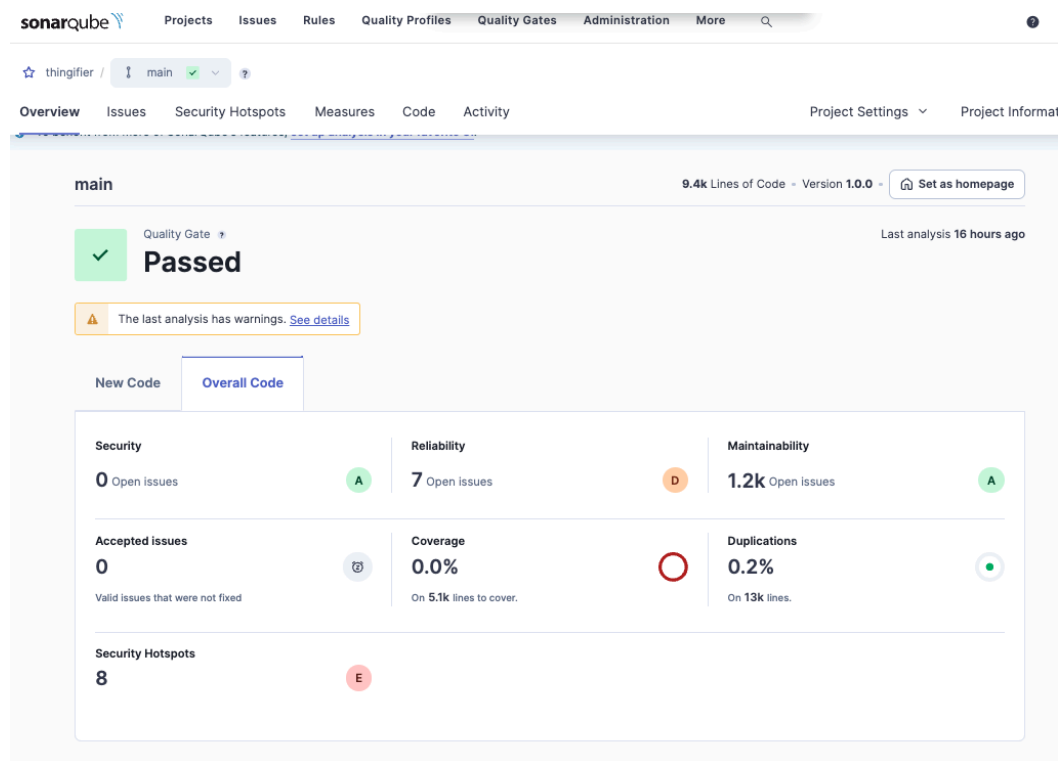 sonarqube Projects Issues Rules Quality Profiles Quality Gates Administration More ?
thingifier / main ?
Overview Issues Security Hotspots Measures Code Activity Project Settings Project Informat
main 9.4k Lines of Code • Version 1.0.0 • Set as homepage
Quality Gate ? Last analysis 16 hours ago
Passed
The last analysis has warnings. See details
New Code Overall Code
Security Reliability Maintainability
0 Open issues A 7 Open issues D 1.2k Open issues A
Accepted issues Coverage Duplications
0 0.0% 0.2%
Valid issues that were not fixed On 5.1k lines to cover. On 13k lines.
Security Hotspots
8 E